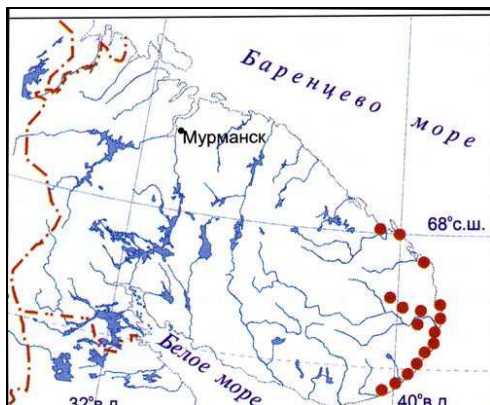 Баренцево море
Мурманск
68°с.ш.
Белое море
32°в.д.
40°в.д.